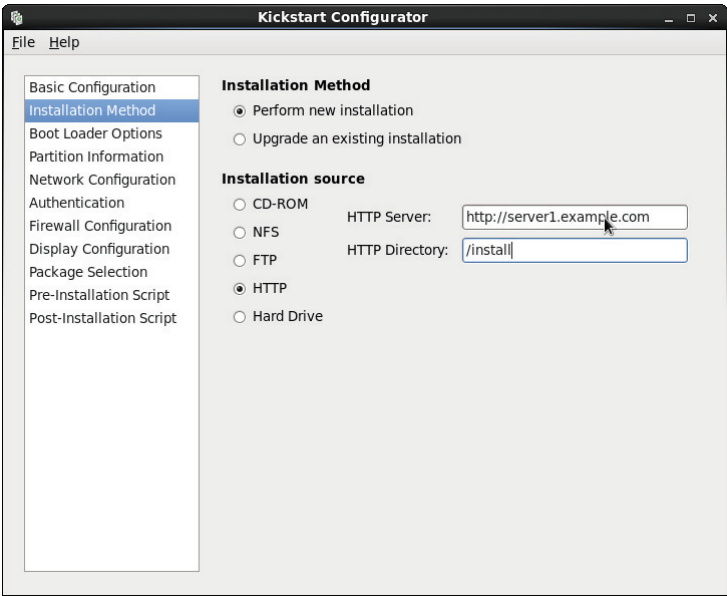 Kickstart Configurator
File Help
Basic Configuration
Installation Method
Boot Loader Options
Partition Information
Network Configuration
Authentication
Firewall Configuration
Display Configuration
Package Selection
Pre-Installation Script
Post-Installation Script
Installation Method
Perform new installation
Upgrade an existing installation
Installation source
CD-ROM
NFS
FTP
HTTP
Hard Drive
HTTP Server: http://server1.example.com
HTTP Directory: /install